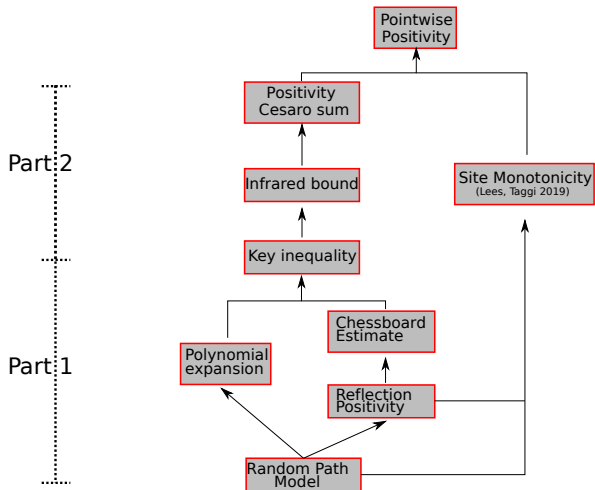 Pointwise
Positivity
Positivity
Cesaro sum
Part 2
Infrared bound
Site Monotonicity
(Lees, Taggi 2019)
Key inequality
Chessboard
Estimate
Polynomial
expansion
Part 1
Reflection
Positivity
Random Path
Model